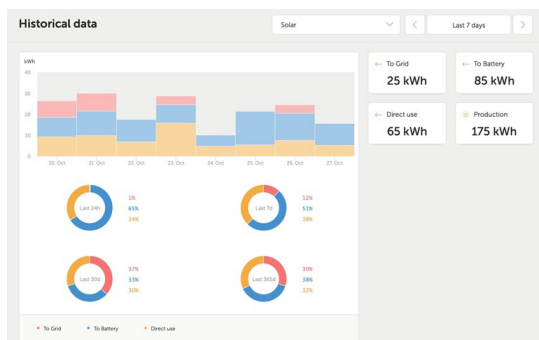 Historical data
Solar
Last 7 days
kWh
40
30
20
10
0
20. Oct
21. Oct
22. Oct
23. Oct
24. Oct
25. Oct
26. Oct
27. Oct
← To Grid
25 kWh
← To Battery
85 kWh
← Direct use
65 kWh
Production
175 kWh
Last 24h
1%
65%
34%
Last 7d
12%
51%
38%
Last 30d
37%
33%
30%
Last 365d
30%
38%
32%
To Grid
To Battery
Direct use